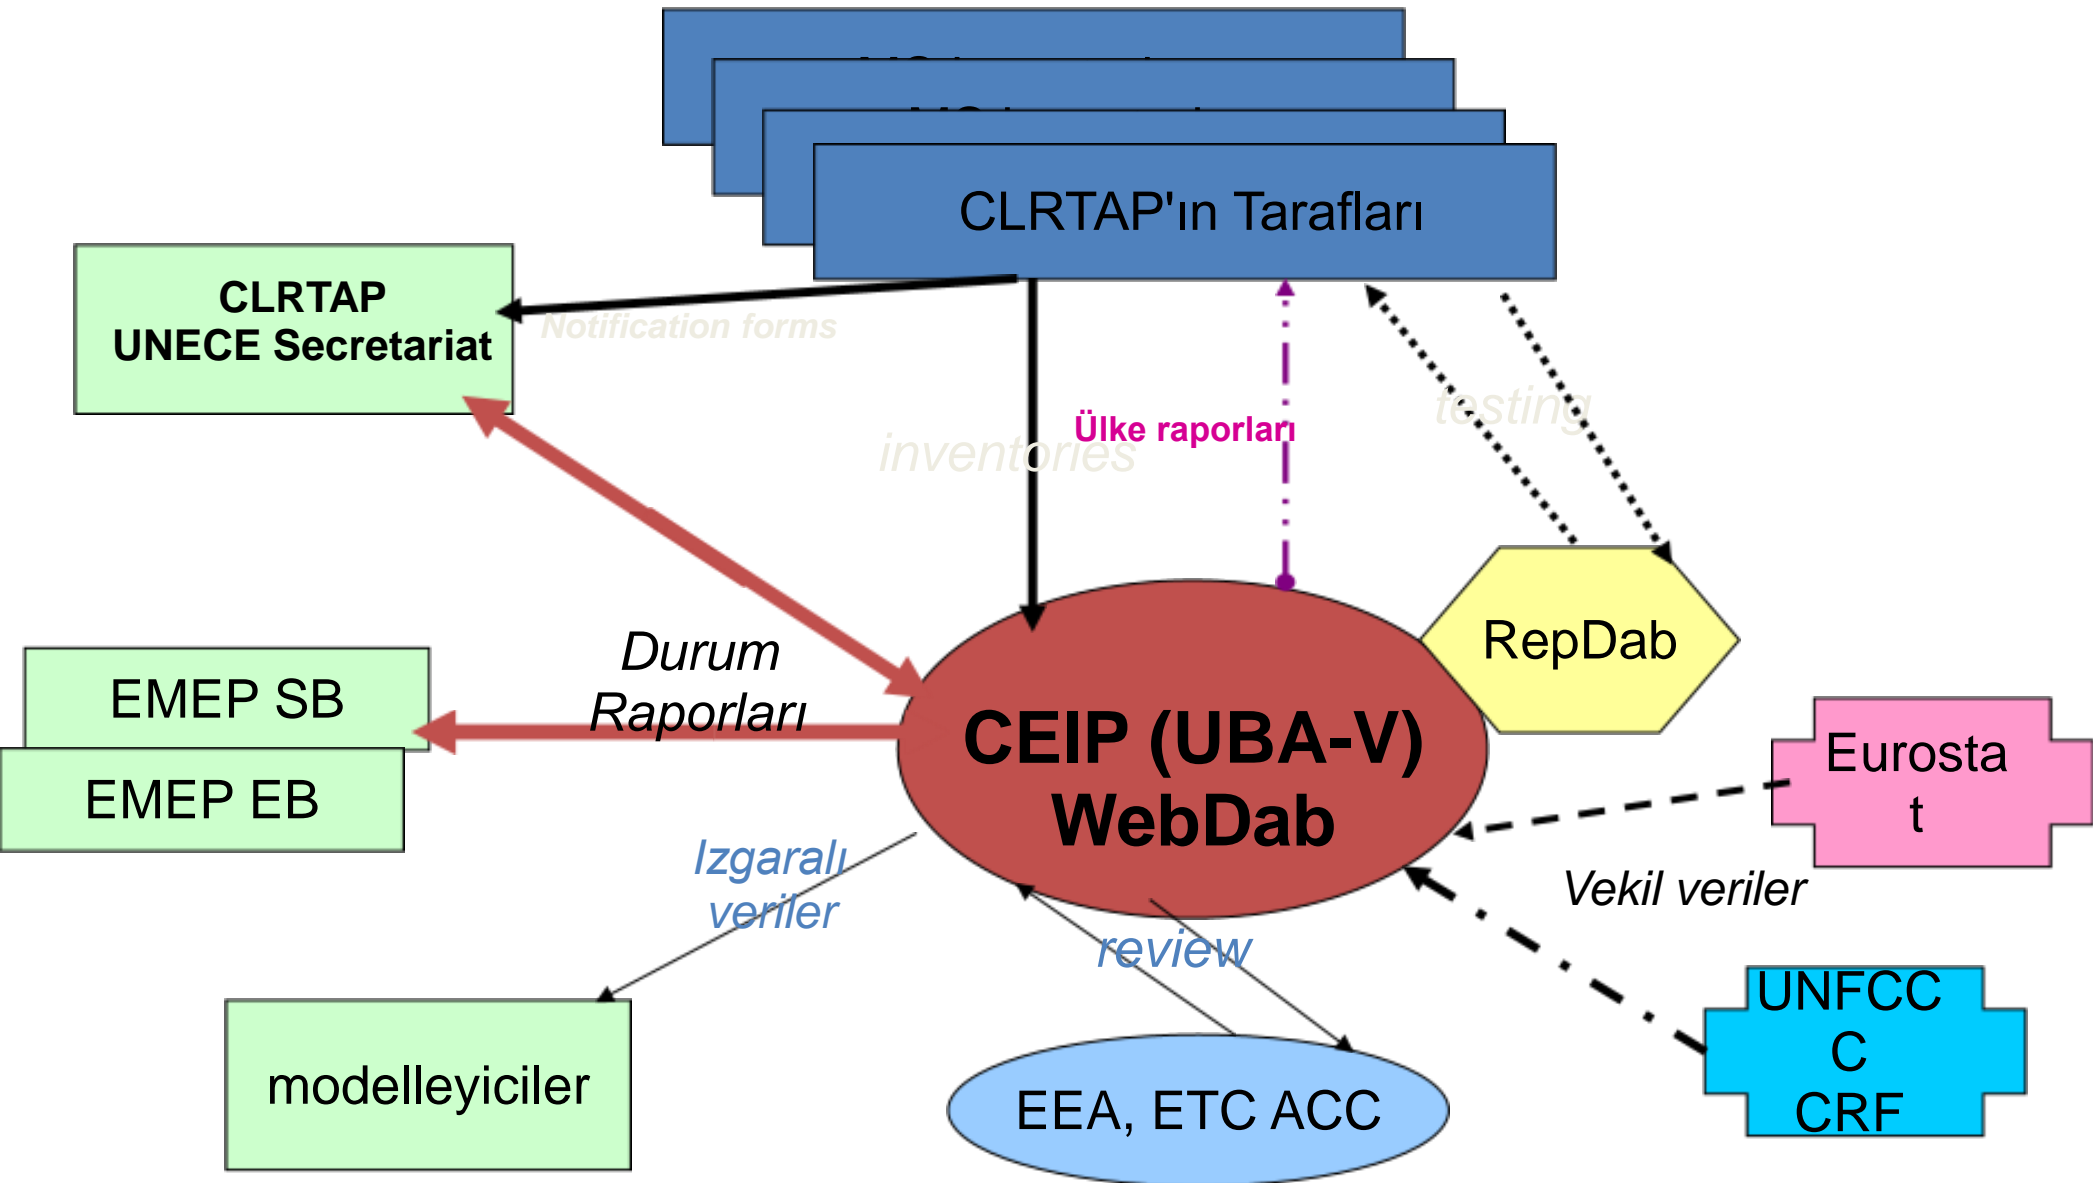 CLRTAP'ın Tarafları
CLRTAP
UNECE Secretariat
Notification forms
testing
Ülke raporları
inventories
RepDab
Durum
Raporları
EMEP SB
EMEP EB
CEIP (UBA-V)
WebDab
Eurosta
t
Izgaralı
veriler
Vekil veriler
review
UNFCC
C
CRF
modelleyiciler
EEA, ETC ACC